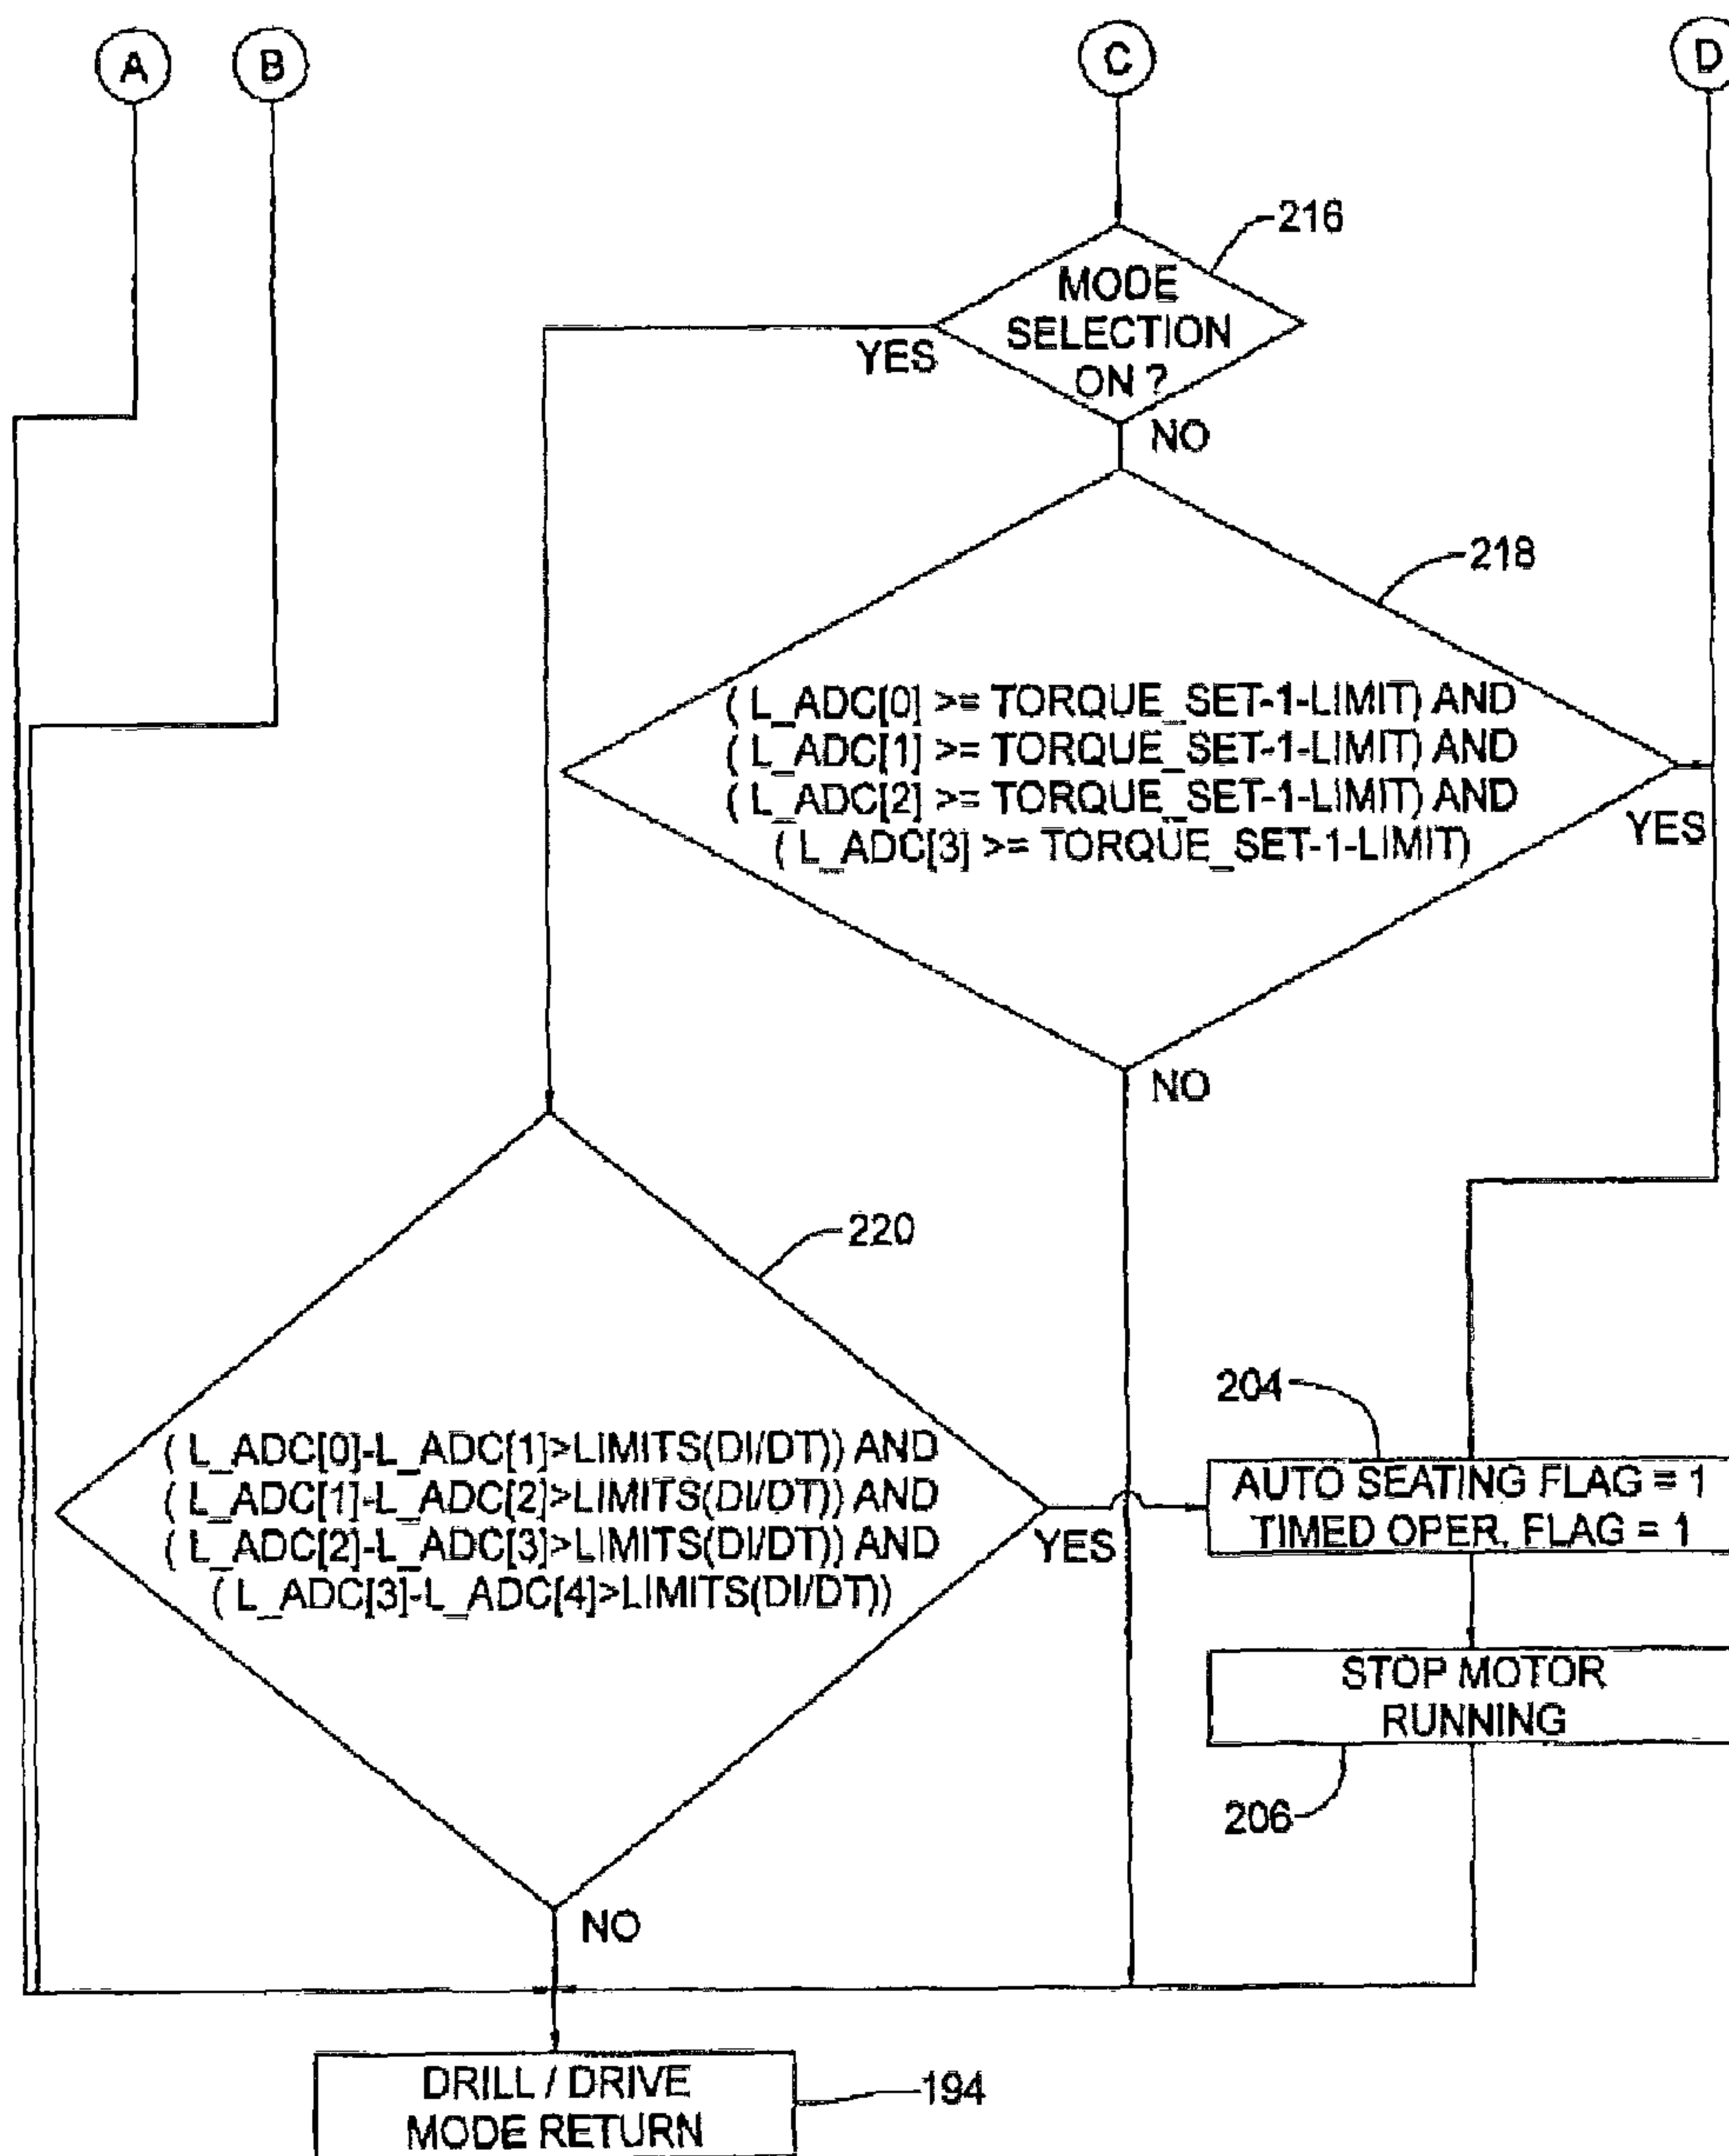 A
B
C
D
216
MODE
SELECTION
ON ?
YES
NO
218
( L_ADC[0] >= TORQUE_SET-1-LIMIT) AND
( L_ADC[1] >= TORQUE_SET-1-LIMIT) AND
( L_ADC[2] >= TORQUE_SET-1-LIMIT) AND
( L_ADC[3] >= TORQUE_SET-1-LIMIT)
YES
NO
220
( L_ADC[0]-L_ADC[1]>LIMITS(DI/DT)) AND
( L_ADC[1]-L_ADC[2]>LIMITS(DI/DT)) AND
( L_ADC[2]-L_ADC[3]>LIMITS(DI/DT)) AND
( L_ADC[3]-L_ADC[4]>LIMITS(DI/DT))
YES
NO
204
AUTO SEATING FLAG = 1
TIMED OPER. FLAG = 1
STOP MOTOR
RUNNING
206
DRILL / DRIVE
MODE RETURN
194